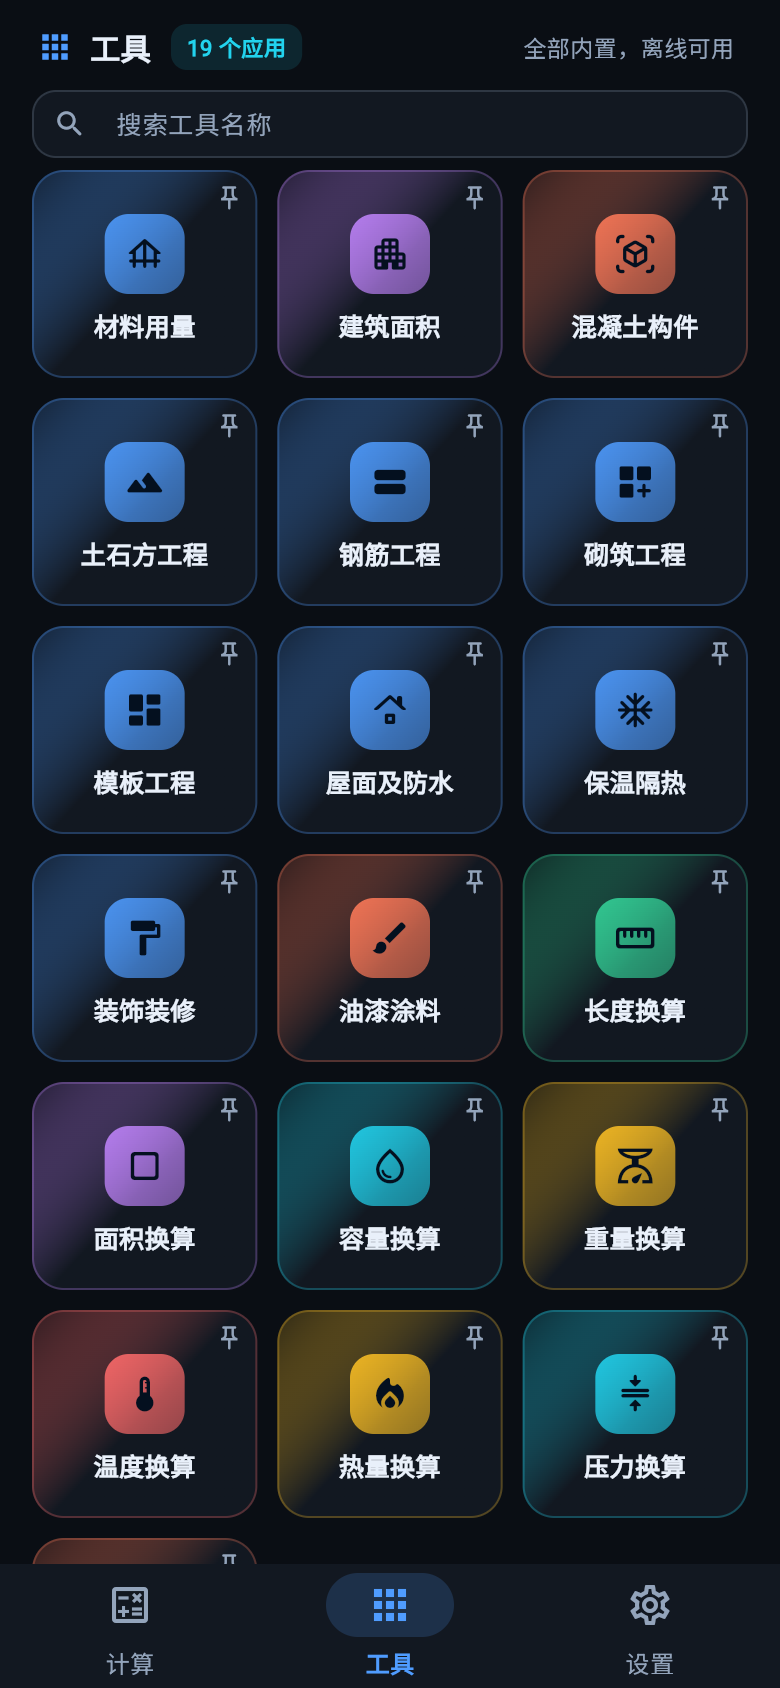 工具
19 个应用
全部内置，离线可用
搜索工具名称
材料用量
建筑面积
混凝土构件
土石方工程
钢筋工程
砌筑工程
模板工程
屋面及防水
保温隔热
装饰装修
油漆涂料
长度换算
面积换算
容量换算
重量换算
温度换算
热量换算
压力换算
计算
工具
设置